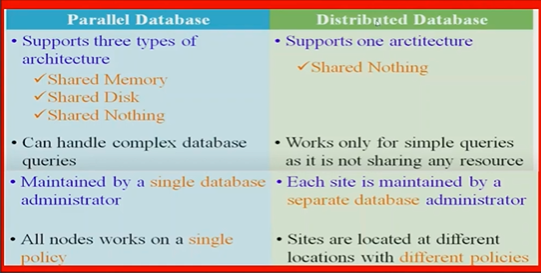 Parallel Database
• Supports three types of
architecture
✓Shared Memory
✓Shared Disk
✓Shared Nothing
• Can handle complex database
queries
• Maintained by a single database
administrator
• All nodes works on a single
policy
Distributed Database
• Supports one arctitecture
✓Shared Nothing
• Works only for simple queries
as it is not sharing any resource
• Each site is maintained by a
separate database administrator
• Sites are located at different
locations with different policies